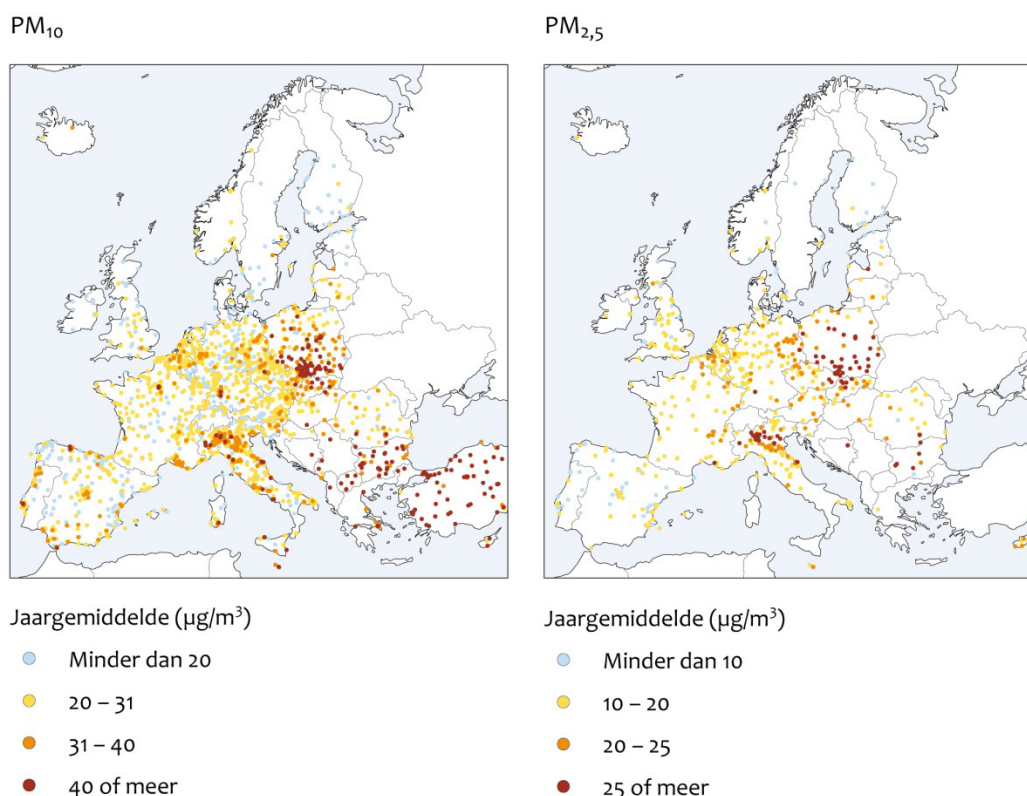 PM₁₀
Jaargemiddelde (µg/m³)
Minder dan 20
20 – 31
31 – 40
40 of meer
PM₂,₅
Jaargemiddelde (µg/m³)
Minder dan 10
10 – 20
20 – 25
25 of meer